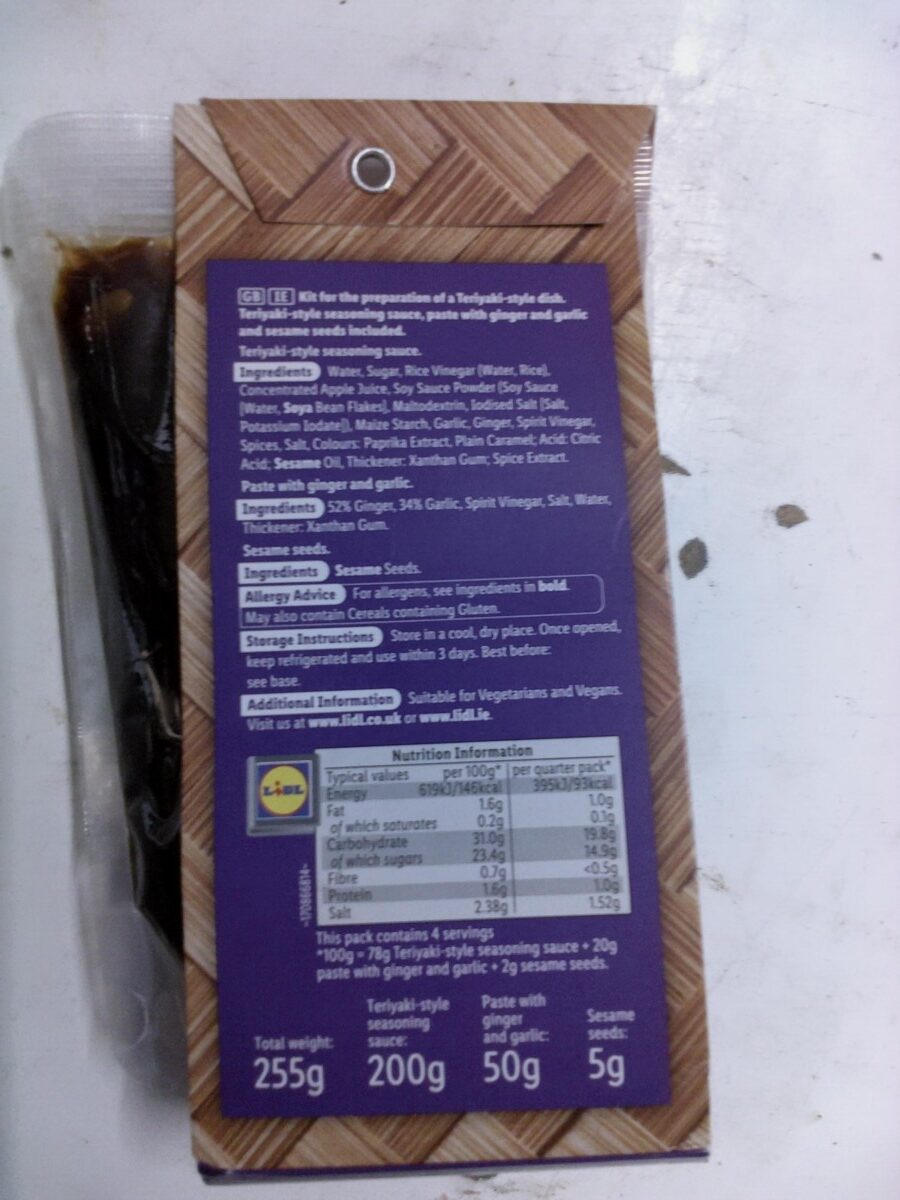 GB IE Kit for the preparation of a Teriyaki-style dish.
Teriyaki-style seasoning sauce, paste with ginger and garlic
and sesame seeds included.
Teriyaki-style seasoning sauce.
Ingredients Water, Sugar, Rice Vinegar (Water, Rice),
Concentrated Apple Juice, Soy Sauce Powder (Soy Sauce
[Water, Soya Bean Flakes], Maltodextrin, Iodised Salt [Salt,
Potassium Iodate]), Maize Starch, Garlic, Ginger, Spirit Vinegar,
Spices, Salt, Colours: Paprika Extract, Plain Caramel; Acid: Citric
Acid; Sesame Oil, Thickener: Xanthan Gum; Spice Extract.
Paste with ginger and garlic.
Ingredients 52% Ginger, 34% Garlic, Spirit Vinegar, Salt, Water,
Thickener: Xanthan Gum.
Sesame seeds.
Ingredients Sesame Seeds.
Allergy Advice For allergens, see ingredients in bold.
May also contain Cereals containing Gluten.
Storage Instructions Store in a cool, dry place. Once opened,
keep refrigerated and use within 3 days. Best before:
see base.
Additional Information Suitable for Vegetarians and Vegans.
Visit us at www.lidl.co.uk or www.lidl.ie.
LiDL
Nutrition Information
Typical values per 100g* per quarter pack*
Energy 619kJ/146kcal 395kJ/93kcal
Fat 1.6g 1.0g
of which saturates 0.2g 0.1g
Carbohydrate 31.0g 19.8g
of which sugars 23.4g 14.9g
Fibre 0.7g <0.5g
Protein 1.6g 1.0g
Salt 2.38g 1.52g
This pack contains 4 servings
*100g = 78g Teriyaki-style seasoning sauce + 20g
paste with ginger and garlic + 2g sesame seeds.
Total weight:
255g
Teriyaki-style
seasoning
sauce:
200g
Paste with
ginger
and garlic:
50g
Sesame
seeds:
5g